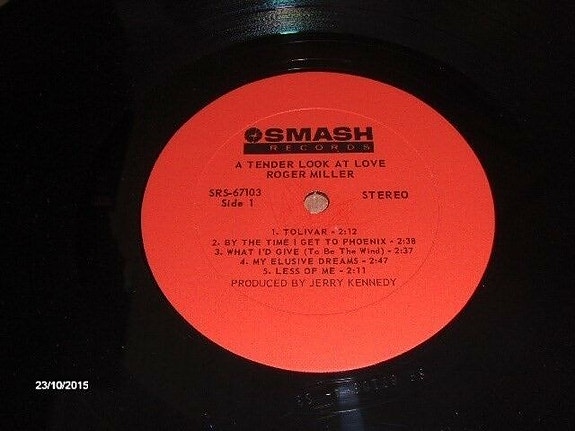 SMASH
RECORDS
A TENDER LOOK AT LOVE
ROGER MILLER
SRS-67103
Side 1
STEREO
1. TOLIVAR - 2:12
2. BY THE TIME I GET TO PHOENIX - 2:38
3. WHAT I'D GIVE (To Be The Wind) - 2:37
4. MY ELUSIVE DREAMS - 2:47
5. LESS OF ME - 2:11
PRODUCED BY JERRY KENNEDY
23/10/2015